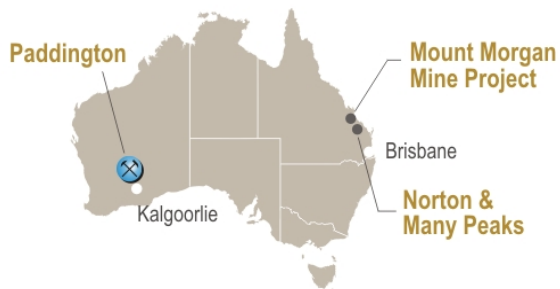 Paddington
Mount Morgan
Mine Project
Brisbane
Kalgoorlie
Norton &
Many Peaks